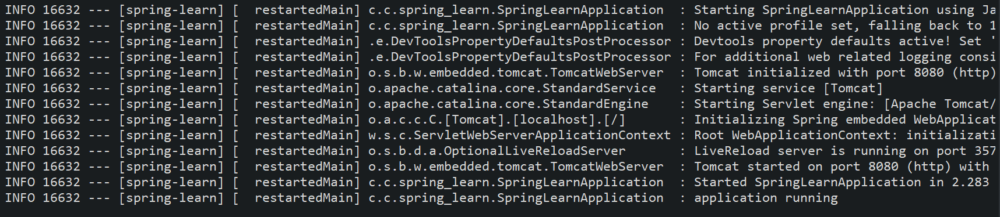 INFO 16632 --- [spring-learn] [  restartedMain] c.c.spring_learn.SpringLearnApplication  : Starting SpringLearnApplication using Ja
INFO 16632 --- [spring-learn] [  restartedMain] c.c.spring_learn.SpringLearnApplication  : No active profile set, falling back to 1
INFO 16632 --- [spring-learn] [  restartedMain] .e.DevToolsPropertyDefaultsPostProcessor : Devtools property defaults active! Set '
INFO 16632 --- [spring-learn] [  restartedMain] .e.DevToolsPropertyDefaultsPostProcessor : For additional web related logging consi
INFO 16632 --- [spring-learn] [  restartedMain] o.s.b.w.embedded.tomcat.TomcatWebServer  : Tomcat initialized with port 8080 (http)
INFO 16632 --- [spring-learn] [  restartedMain] o.apache.catalina.core.StandardService   : Starting service [Tomcat]
INFO 16632 --- [spring-learn] [  restartedMain] o.apache.catalina.core.StandardEngine    : Starting Servlet engine: [Apache Tomcat/
INFO 16632 --- [spring-learn] [  restartedMain] o.a.c.c.C.[Tomcat].[localhost].[/]       : Initializing Spring embedded WebApplicat
INFO 16632 --- [spring-learn] [  restartedMain] w.s.c.ServletWebServerApplicationContext : Root WebApplicationContext: initializati
INFO 16632 --- [spring-learn] [  restartedMain] o.s.b.d.a.OptionalLiveReloadServer       : LiveReload server is running on port 357
INFO 16632 --- [spring-learn] [  restartedMain] o.s.b.w.embedded.tomcat.TomcatWebServer  : Tomcat started on port 8080 (http) with
INFO 16632 --- [spring-learn] [  restartedMain] c.c.spring_learn.SpringLearnApplication  : Started SpringLearnApplication in 2.283
INFO 16632 --- [spring-learn] [  restartedMain] c.c.spring_learn.SpringLearnApplication  : application running